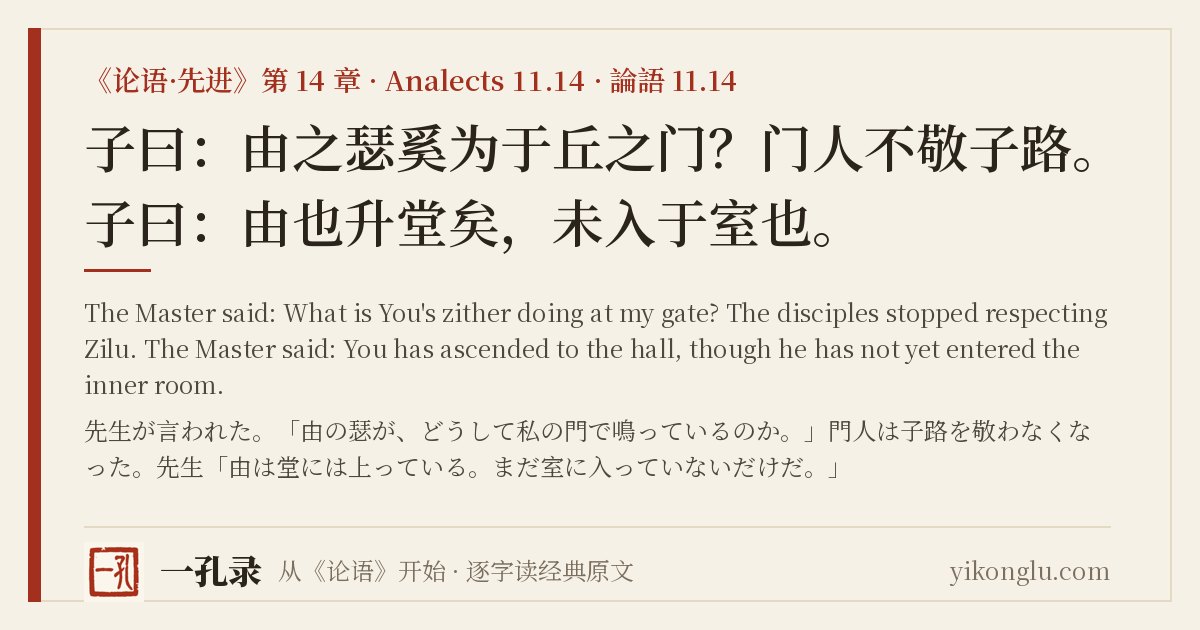 《论语·先进》第 14 章 · Analects 11.14 · 論語 11.14
子曰：由之瑟奚为于丘之门？门人不敬子路。
子曰：由也升堂矣，未入于室也。
The Master said: What is You's zither doing at my gate? The disciples stopped respecting
Zilu. The Master said: You has ascended to the hall, though he has not yet entered the
inner room.
先生が言われた。「由の瑟が、どうして私の門で鳴っているのか。」門人は子路を敬わなくな
った。先生「由は堂には上っている。まだ室に入っていないだけだ。」
一孔
一孔录 从《论语》开始 · 逐字读经典原文 yikonglu.com